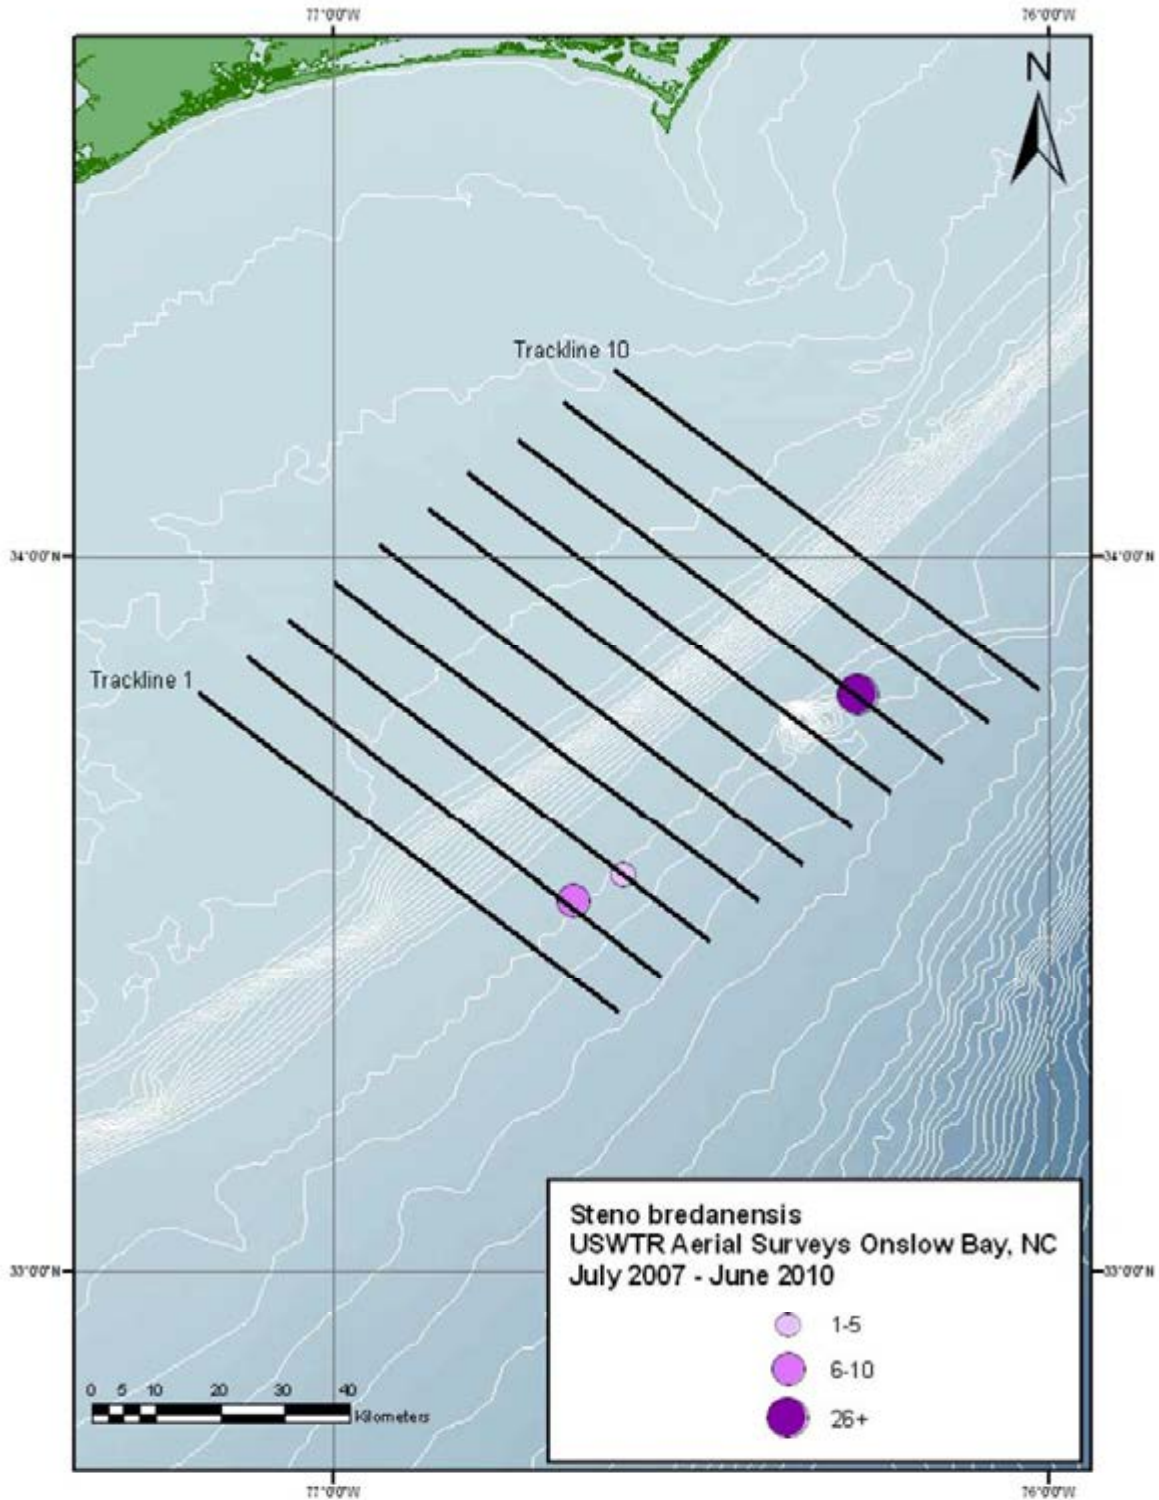 77°0'0"W 76°0'0"W
N
Trackline 10
34°0'0"N 34°0'0"N
Trackline 1
Steno bredanensis
USWTR Aerial Surveys Onslow Bay, NC
July 2007 - June 2010
33°0'0"N 33°0'0"N
1-5
6-10
26+
0 5 10 20 30 40
Kilometers
77°0'0"W 76°0'0"W